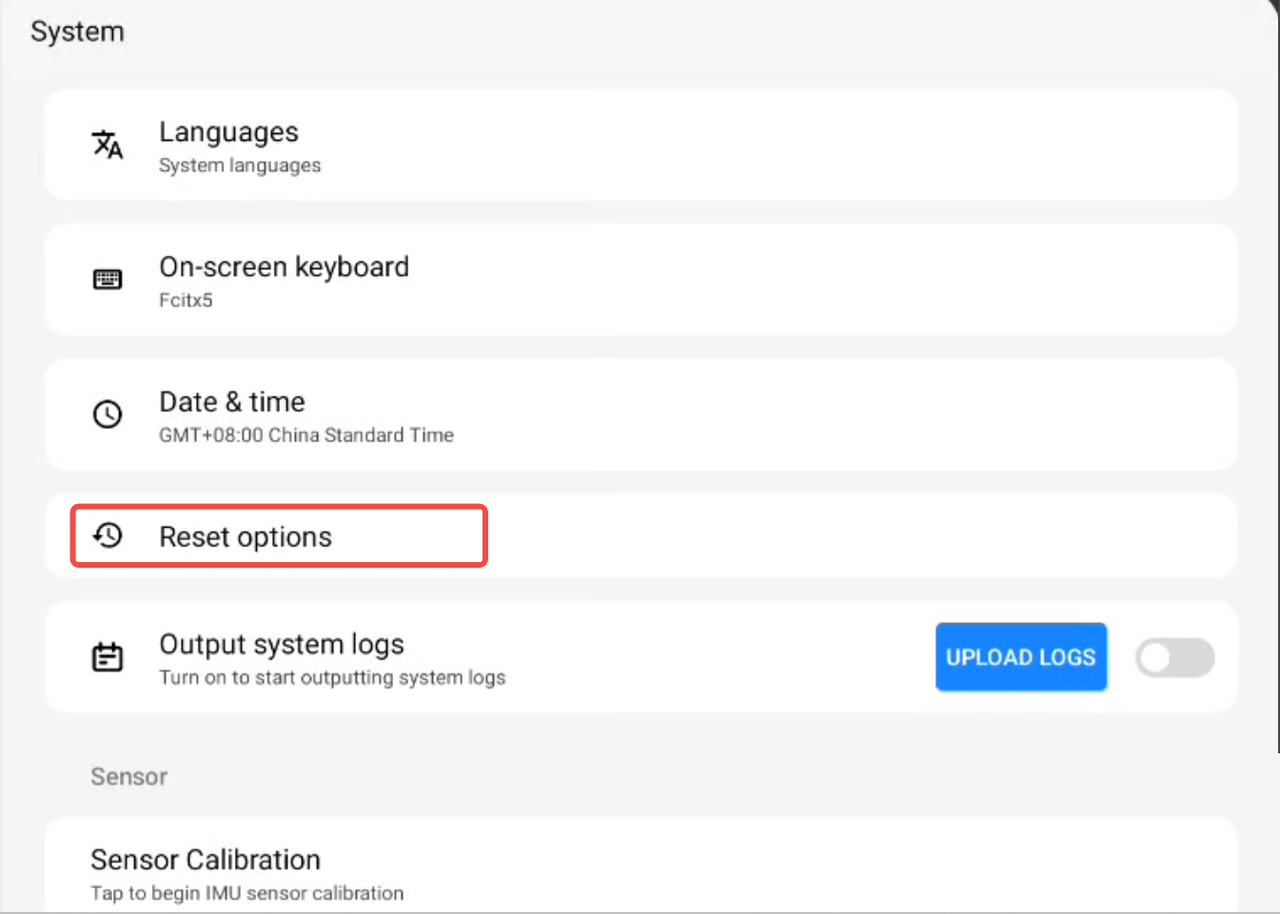 System
Languages
System languages
On-screen keyboard
Fcitx5
Date & time
GMT+08:00 China Standard Time
Reset options
Output system logs
Turn on to start outputting system logs
UPLOAD LOGS
Sensor
Sensor Calibration
Tap to begin IMU sensor calibration